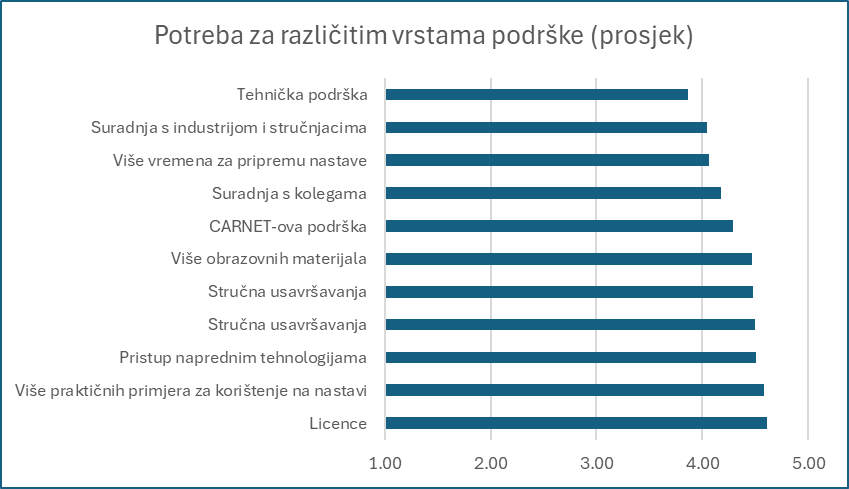 Potreba za različitim vrstama podrške (prosjek)
Tehnička podrška
Suradnja s industrijom i stručnjacima
Više vremena za pripremu nastave
Suradnja s kolegama
CARNET-ova podrška
Više obrazovnih materijala
Stručna usavršavanja
Stručna usavršavanja
Pristup naprednim tehnologijama
Više praktičnih primjera za korištenje na nastavi
Licence
1.00 2.00 3.00 4.00 5.00